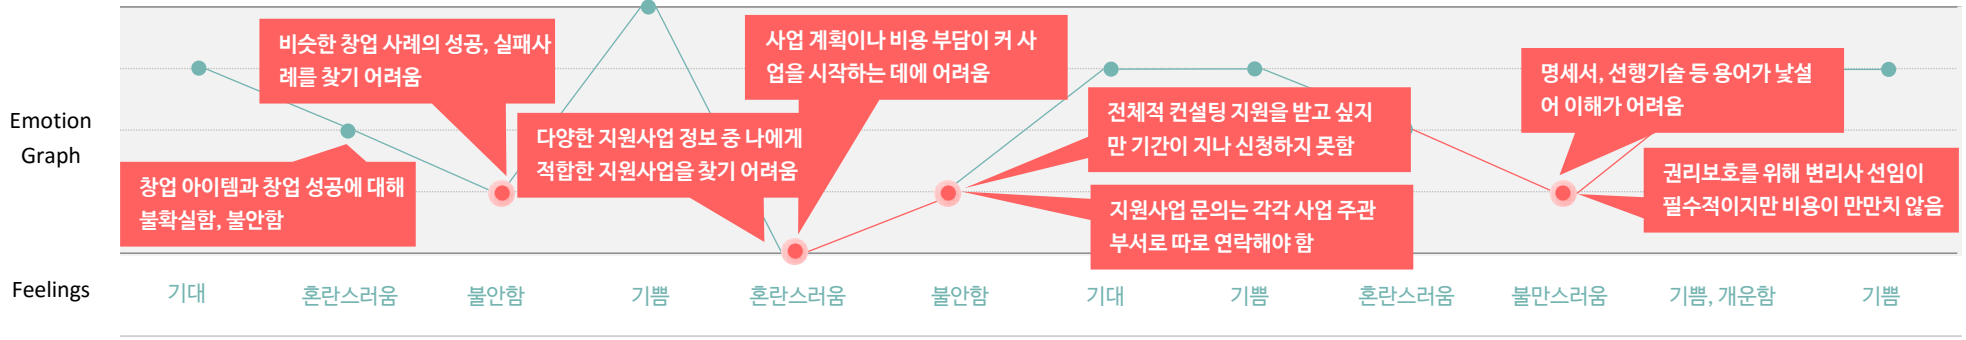 Emotion
Graph
비슷한 창업 사례의 성공, 실패사
례를 찾기 어려움
사업 계획이나 비용 부담이 커 사
업을 시작하는 데에 어려움
명세서, 선행기술 등 용어가 낯설
어 이해가 어려움
전체적 컨설팅 지원을 받고 싶지
만 기간이 지나 신청하지 못함
다양한 지원사업 정보 중 나에게
적합한 지원사업을 찾기 어려움
창업 아이템과 창업 성공에 대해
불확실함, 불안함
권리보호를 위해 변리사 선임이
필수적이지만 비용이 만만치 않음
지원사업 문의는 각각 사업 주관
부서로 따로 연락해야 함
Feelings
기대
혼란스러움
불안함
기쁨
혼란스러움
불안함
기대
기쁨
혼란스러움
불만스러움
기쁨, 개운함
기쁨